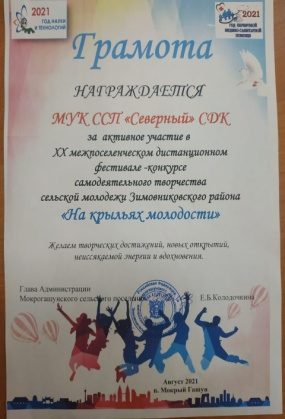 2021
ГОД НАУКИ
И ТЕХНОЛОГИЙ
2021
Грамота
НАГРАЖДАЕТСЯ
МУК ССП «Северный» СДК
за активное участие в
XX межпоселенческом дистанционном
фестивале -конкурсе
самодеятельного творчества
сельской молодежи Зимовниковского района
«На крыльях молодости»
Желаем творческих достижений, новых открытий,
неиссякаемой энергии и вдохновения.
Глава Администрации
Мокрогашунского сельского Е.Б.Колодочкина
Август 2021
п. Мокрый Гашун